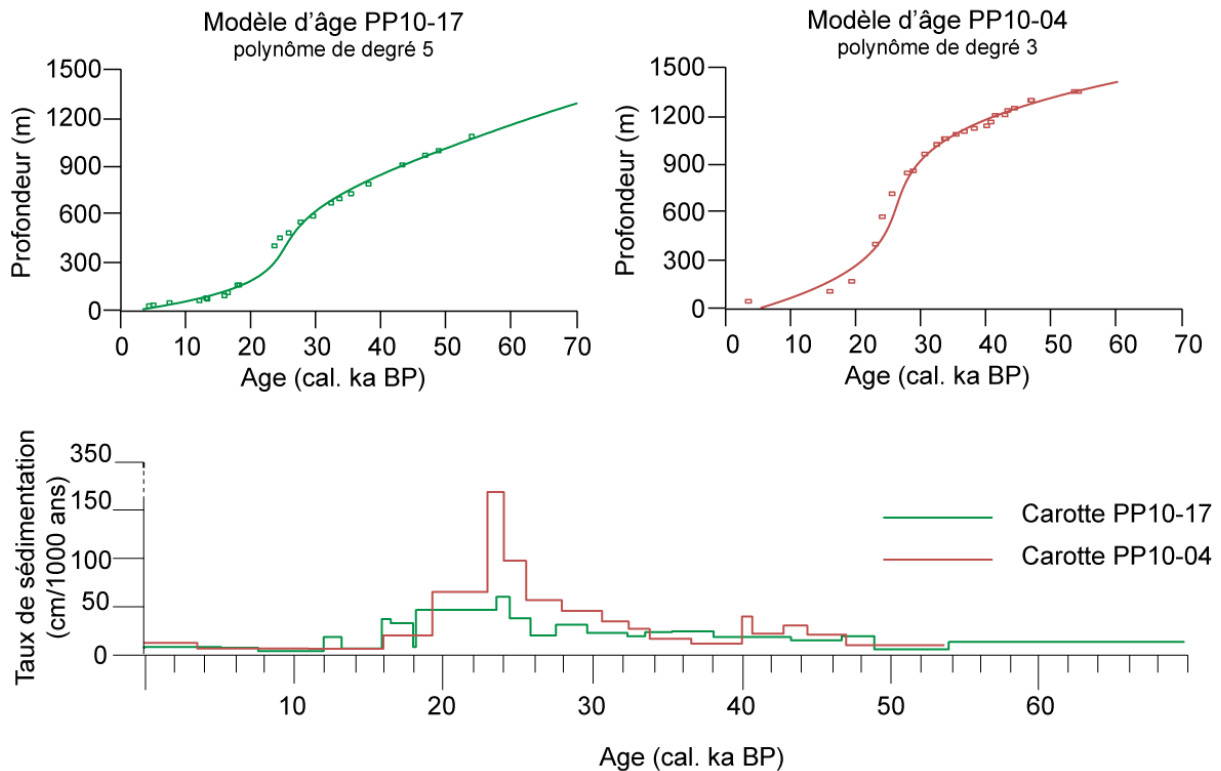 Modèle d'âge PP10-17
polynôme de degré 5
1500
1200
900
600
300
0
Profondeur (m)
0 10 20 30 40 50 60 70
Age (cal. ka BP)
Modèle d'âge PP10-04
polynôme de degré 3
1500
1200
900
600
300
0
Profondeur (m)
0 10 20 30 40 50 60 70
Age (cal. ka BP)
Taux de sédimentation
(cm/1000 ans)
350
150
100
50
0
Carotte PP10-17
Carotte PP10-04
10 20 30 40 50 60
Age (cal. ka BP)